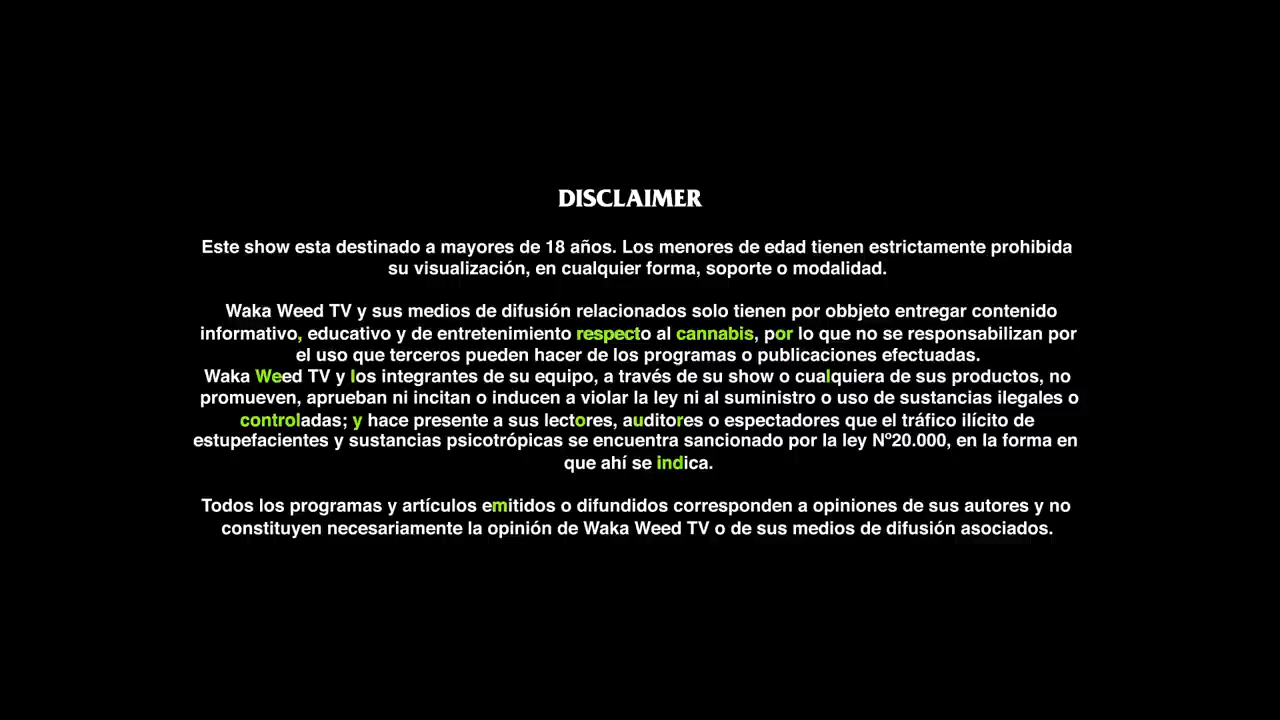 DISCLAIMER
Este show esta destinado a mayores de 18 años. Los menores de edad tienen estrictamente prohibida
su visualización, en cualquier forma, soporte o modalidad.
Waka Weed TV y sus medios de difusión relacionados solo tienen por obbjeto entregar contenido
informativo, educativo y de entretenimiento respecto al cannabis, por lo que no se responsabilizan por
el uso que terceros pueden hacer de los programas o publicaciones efectuadas.
Waka Weed TV y los integrantes de su equipo, a través de su show o cualquiera de sus productos, no
promueven, aprueban ni incitan o inducen a violar la ley ni al suministro o uso de sustancias ilegales o
controladas; y hace presente a sus lectores, auditores o espectadores que el tráfico ilícito de
estupefacientes y sustancias psicotrópicas se encuentra sancionado por la ley Nº20.000, en la forma en
que ahí se indica.
Todos los programas y artículos emitidos o difundidos corresponden a opiniones de sus autores y no
constituyen necesariamente la opinión de Waka Weed TV o de sus medios de difusión asociados.